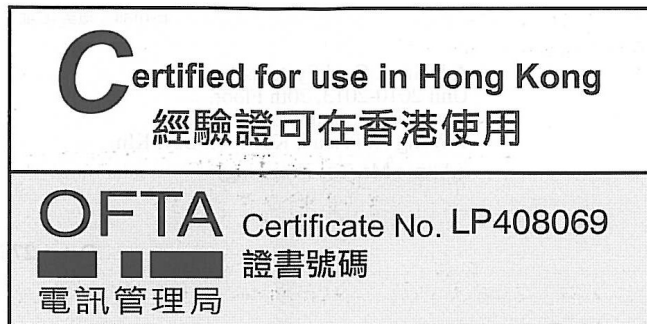 Certified for use in Hong Kong
經驗證可在香港使用
OFTA
電訊管理局
Certificate No. LP408069
證書號碼